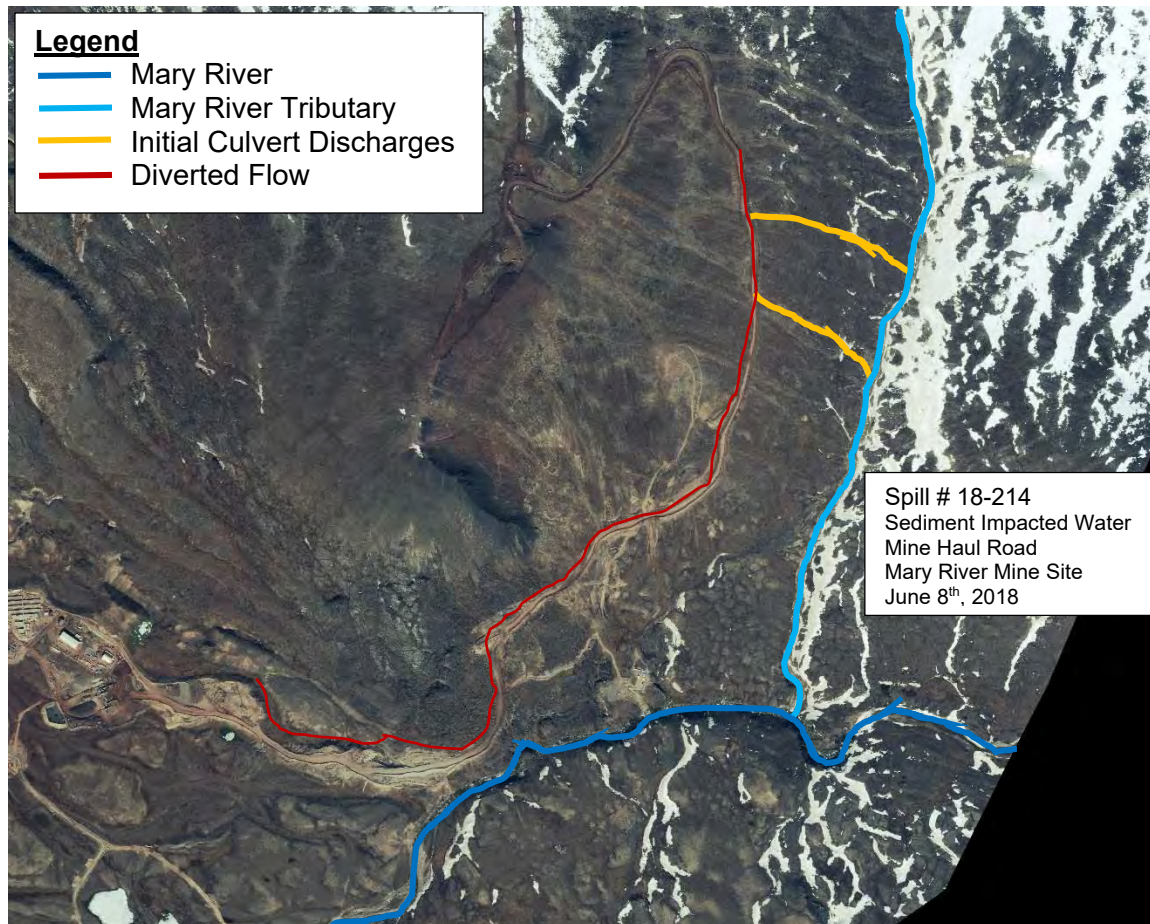 Legend
Mary River
Mary River Tributary
Initial Culvert Discharges
Diverted Flow
Spill # 18-214
Sediment Impacted Water
Mine Haul Road
Mary River Mine Site
June 8th, 2018